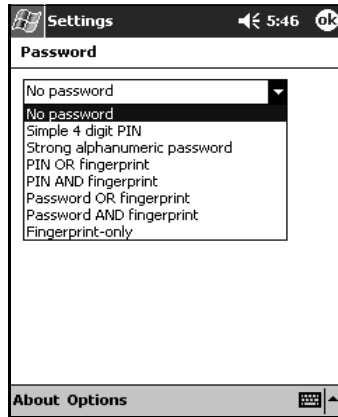 Settings 5:46 ok
Password
No password
No password
Simple 4 digit PIN
Strong alphanumeric password
PIN OR fingerprint
PIN AND fingerprint
Password OR fingerprint
Password AND fingerprint
Fingerprint-only
About Options